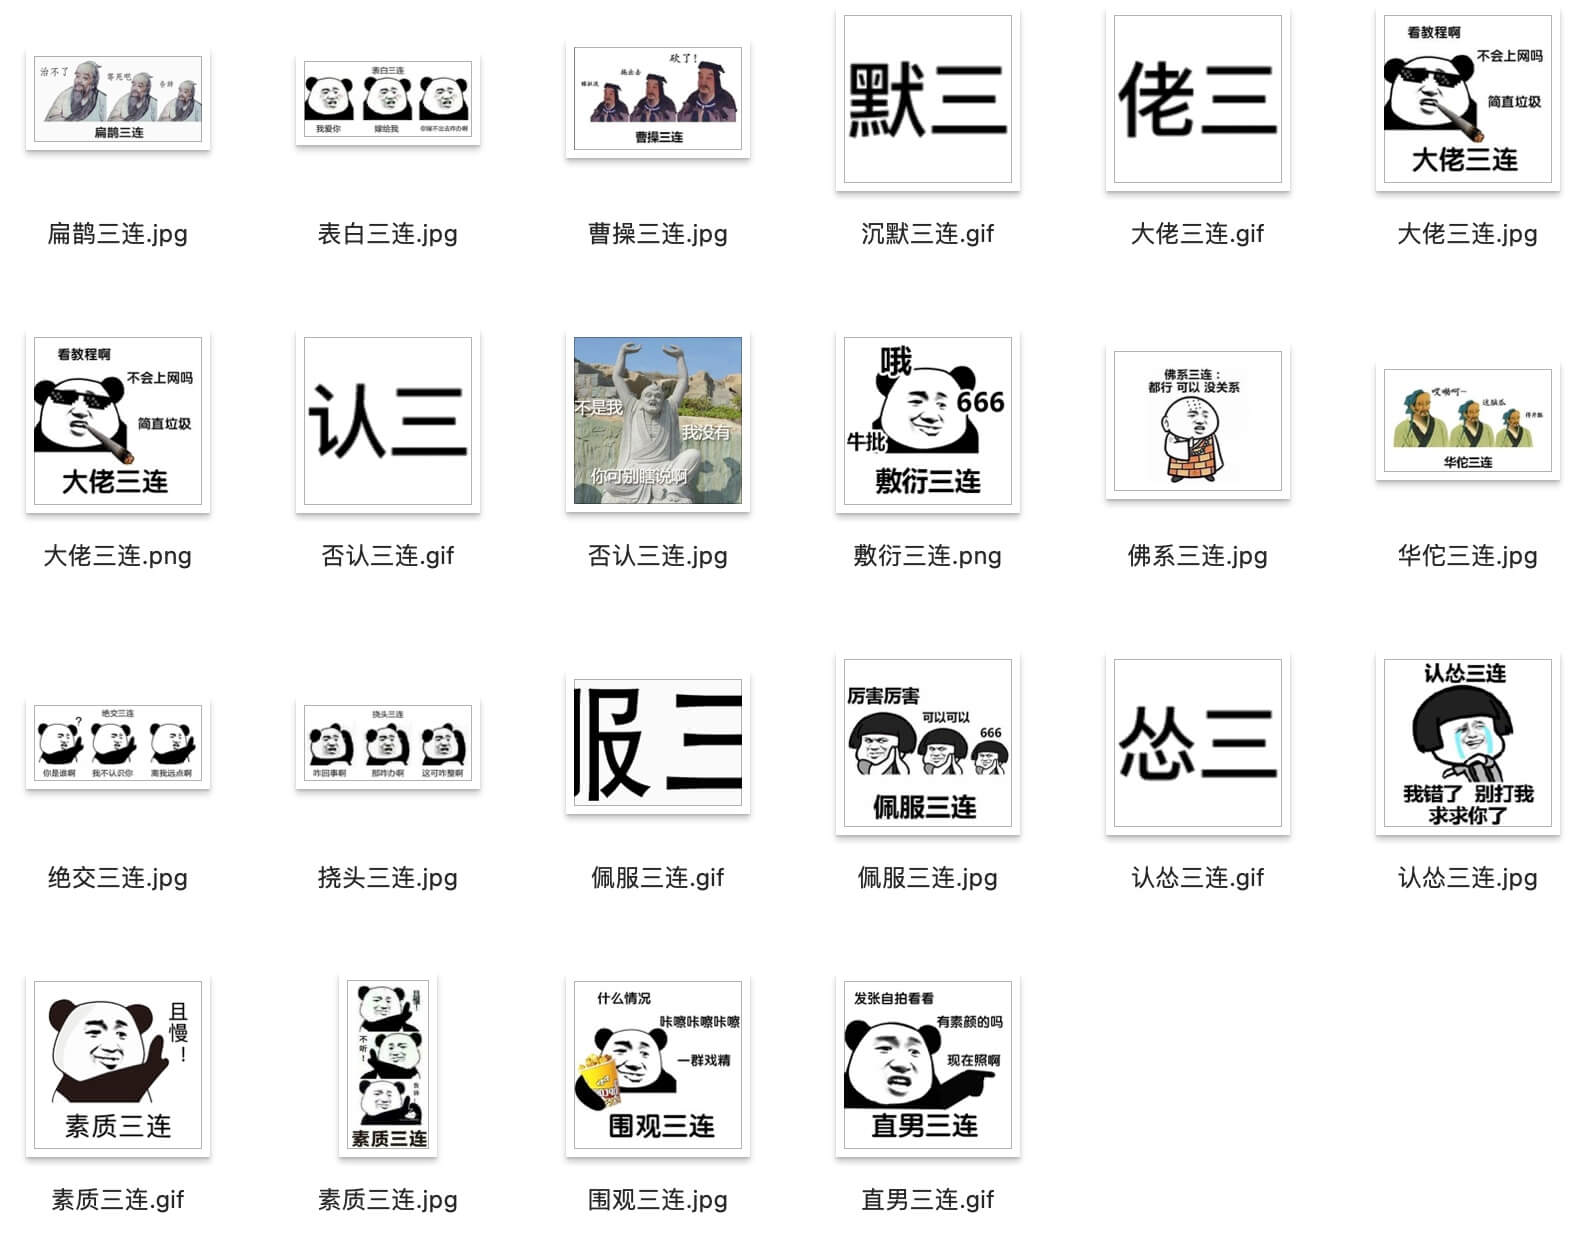 治不了
等死吧
告辞
扁鹊三连
表白三连
我爱你
嫁给我
你嫁不出去咋办啊
拖出去
砍了!
曹操三连
默三
佬三
看教程啊
不会上网吗
简直垃圾
大佬三连
扁鹊三连.jpg
表白三连.jpg
曹操三连.jpg
沉默三连.gif
大佬三连.gif
大佬三连.jpg
看教程啊
不会上网吗
简直垃圾
大佬三连
认三
不是我
我没有
你可别瞎说啊
哦
666
牛批
敷衍三连
佛系三连：
都行 可以 没关系
哎哟呵~
这脑瓜
得开瓢
华佗三连
大佬三连.png
否认三连.gif
否认三连.jpg
敷衍三连.png
佛系三连.jpg
华佗三连.jpg
绝交三连
?
你是谁啊
我不认识你
离我远点啊
挠头三连
咋回事啊
那咋办啊
这可咋整啊
服三
厉害厉害
可以可以
666
佩服三连
怂三
认怂三连
我错了 别打我
求求你了
绝交三连.jpg
挠头三连.jpg
佩服三连.gif
佩服三连.jpg
认怂三连.gif
认怂三连.jpg
且慢!
素质三连
且慢!
不听!
告辞!
素质三连
什么情况
咔嚓咔嚓咔嚓
一群戏精
围观三连
发张自拍看看
有素颜的吗
现在照啊
直男三连
素质三连.gif
素质三连.jpg
围观三连.jpg
直男三连.gif